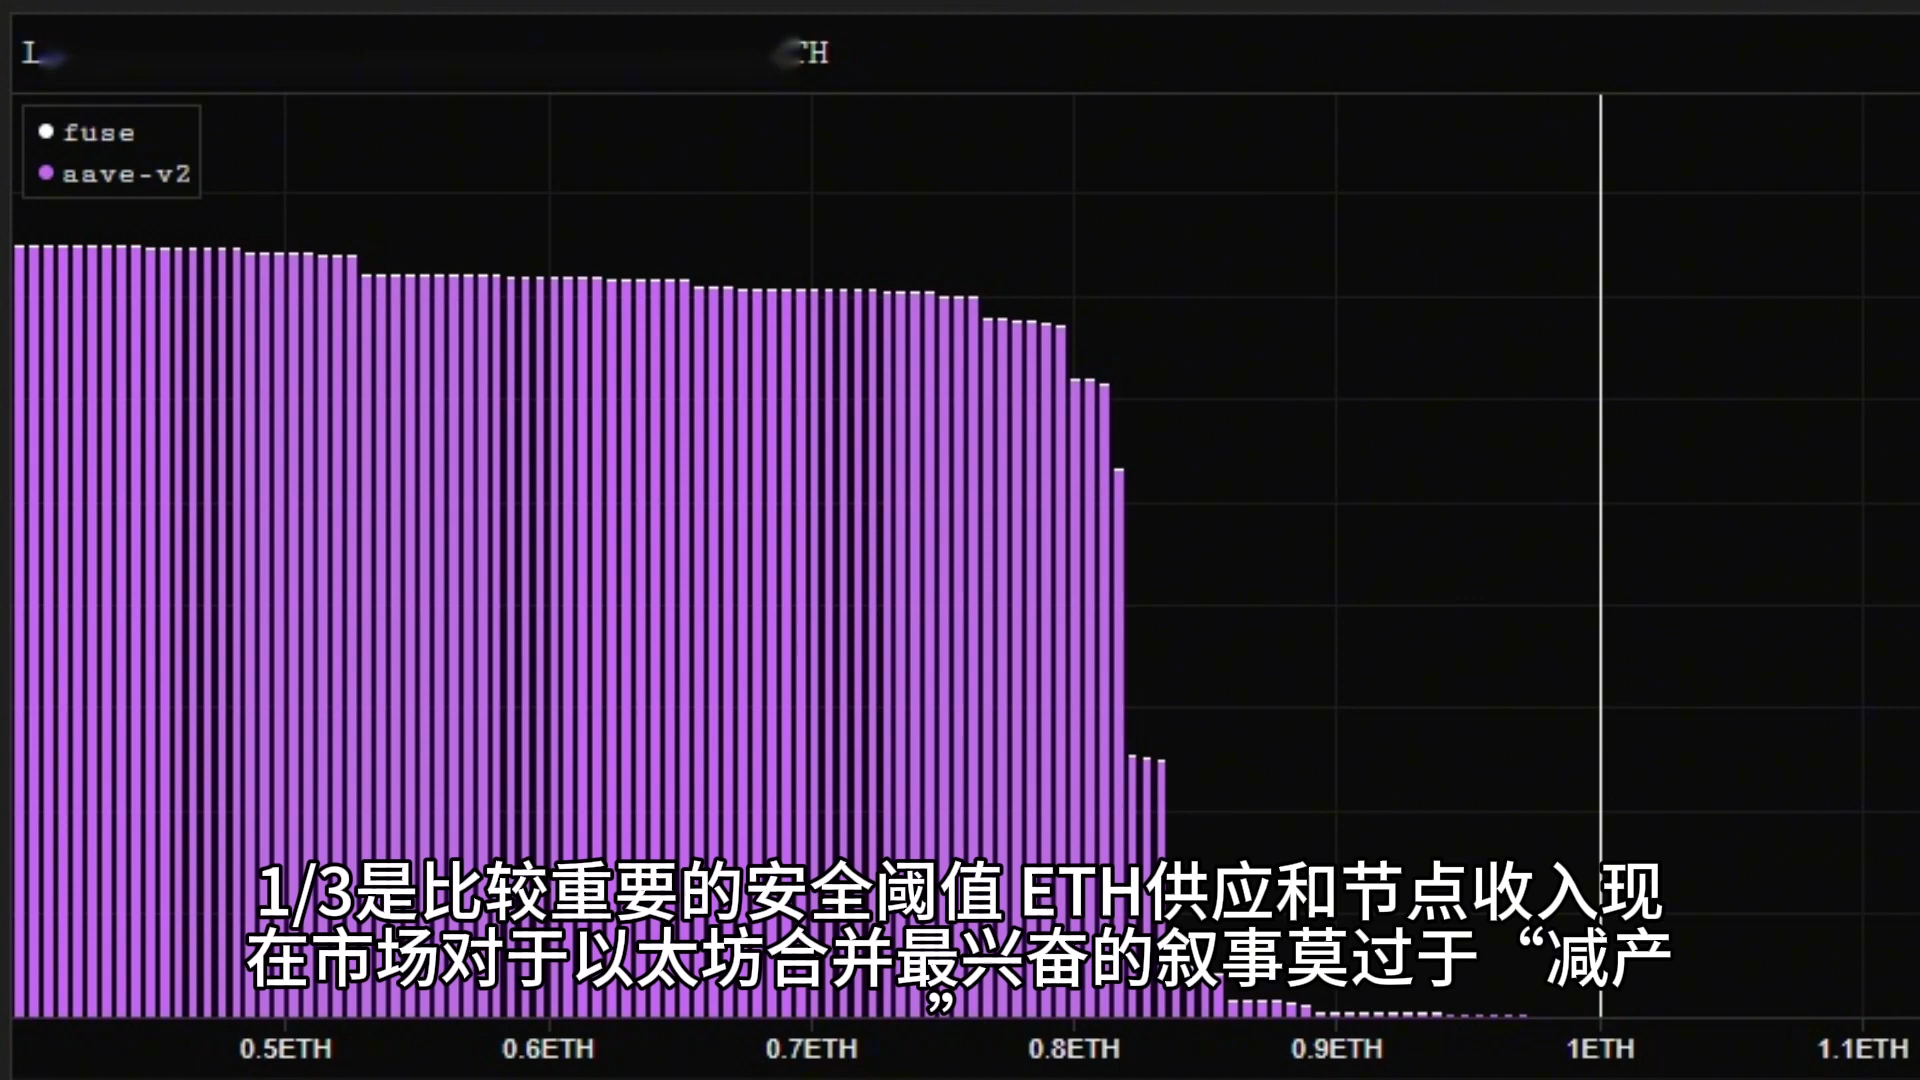 fuse
aave-v2
1/3是比较重要的安全阈值 ETH供应和节点收入现
在市场对于以太坊合并最兴奋的叙事莫过于“减产
”
0.5ETH 0.6ETH 0.7ETH 0.8ETH 0.9ETH 1ETH 1.1ETH